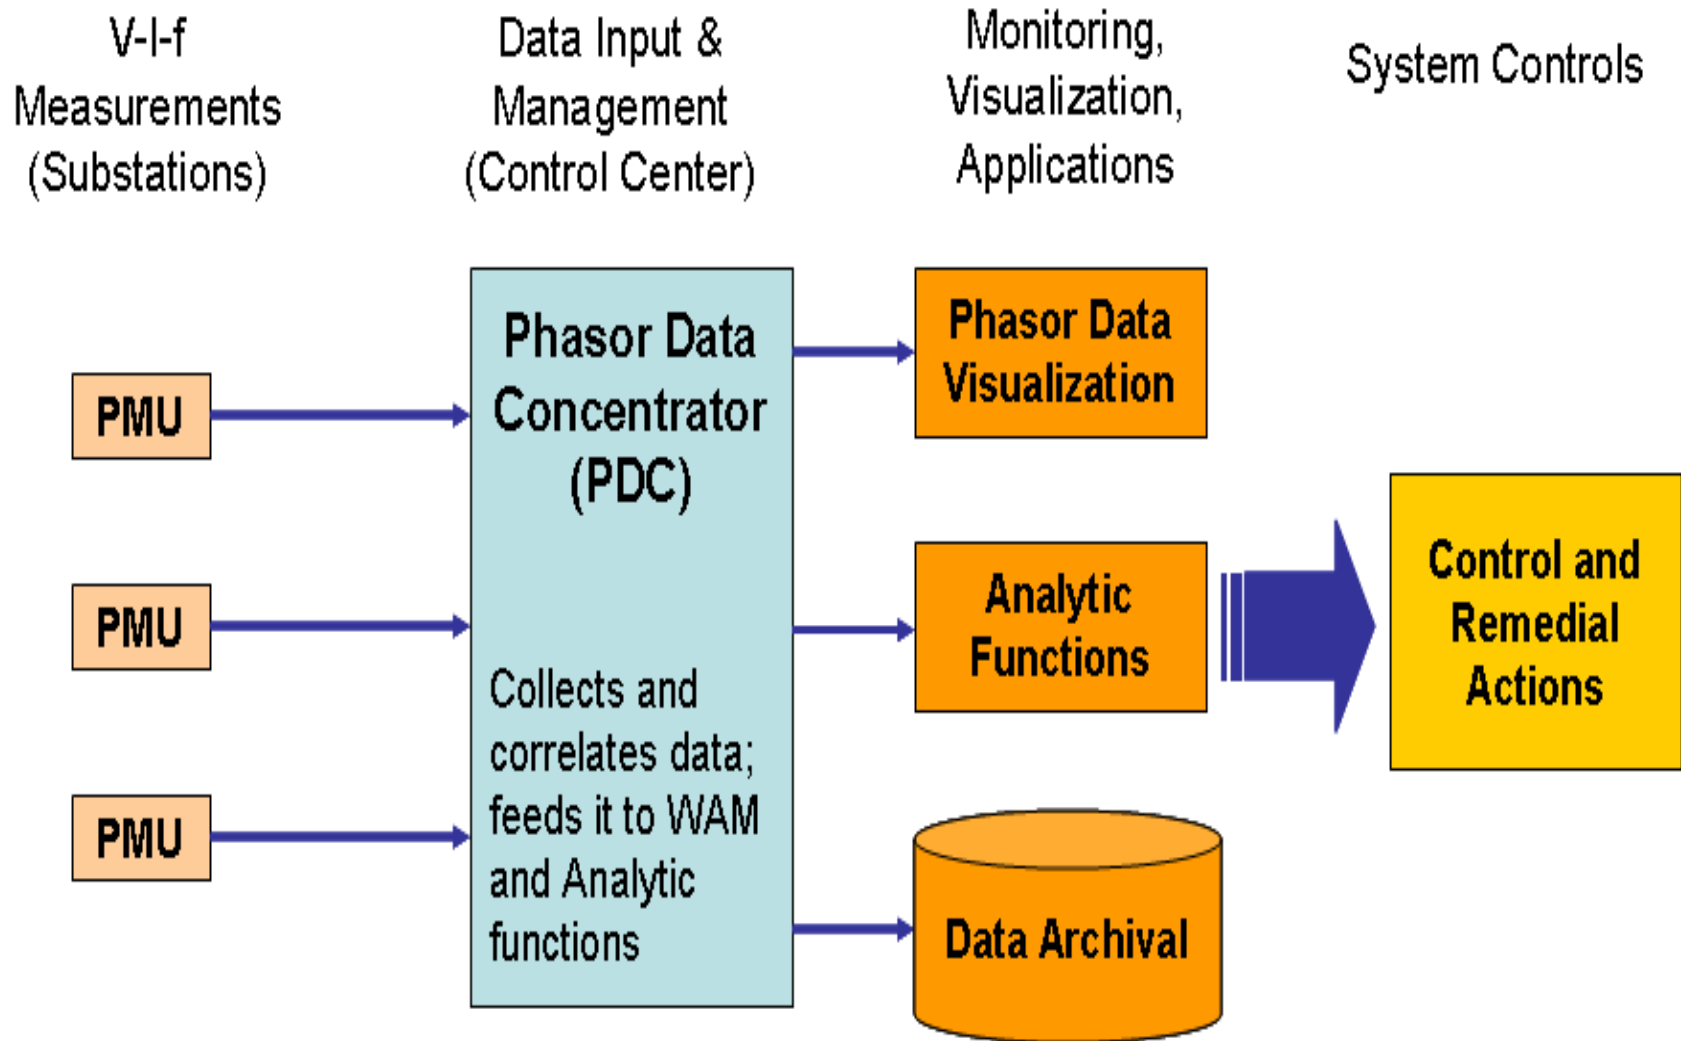 V-I-f
Measurements
(Substations)
Data Input &
Management
(Control Center)
Monitoring,
Visualization,
Applications
System Controls
PMU
PMU
PMU
Phasor Data
Concentrator
(PDC)
Collects and
correlates data;
feeds it to WAM
and Analytic
functions
Phasor Data
Visualization
Analytic
Functions
Data Archival
Control and
Remedial
Actions